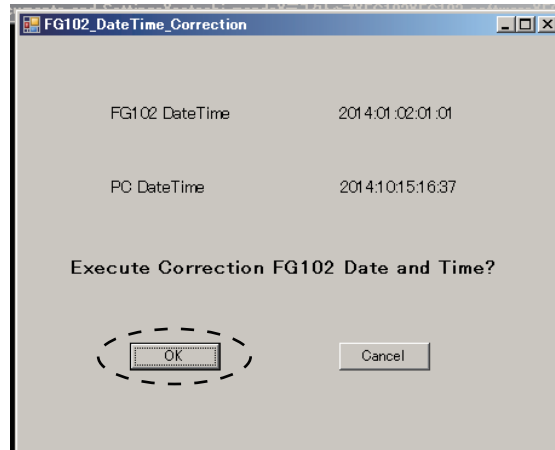 FG102_DateTime_Correction
FG102 DateTime 2014:01:02:01:01
PC DateTime 2014:10:15:16:37
Execute Correction FG102 Date and Time?
OK Cancel